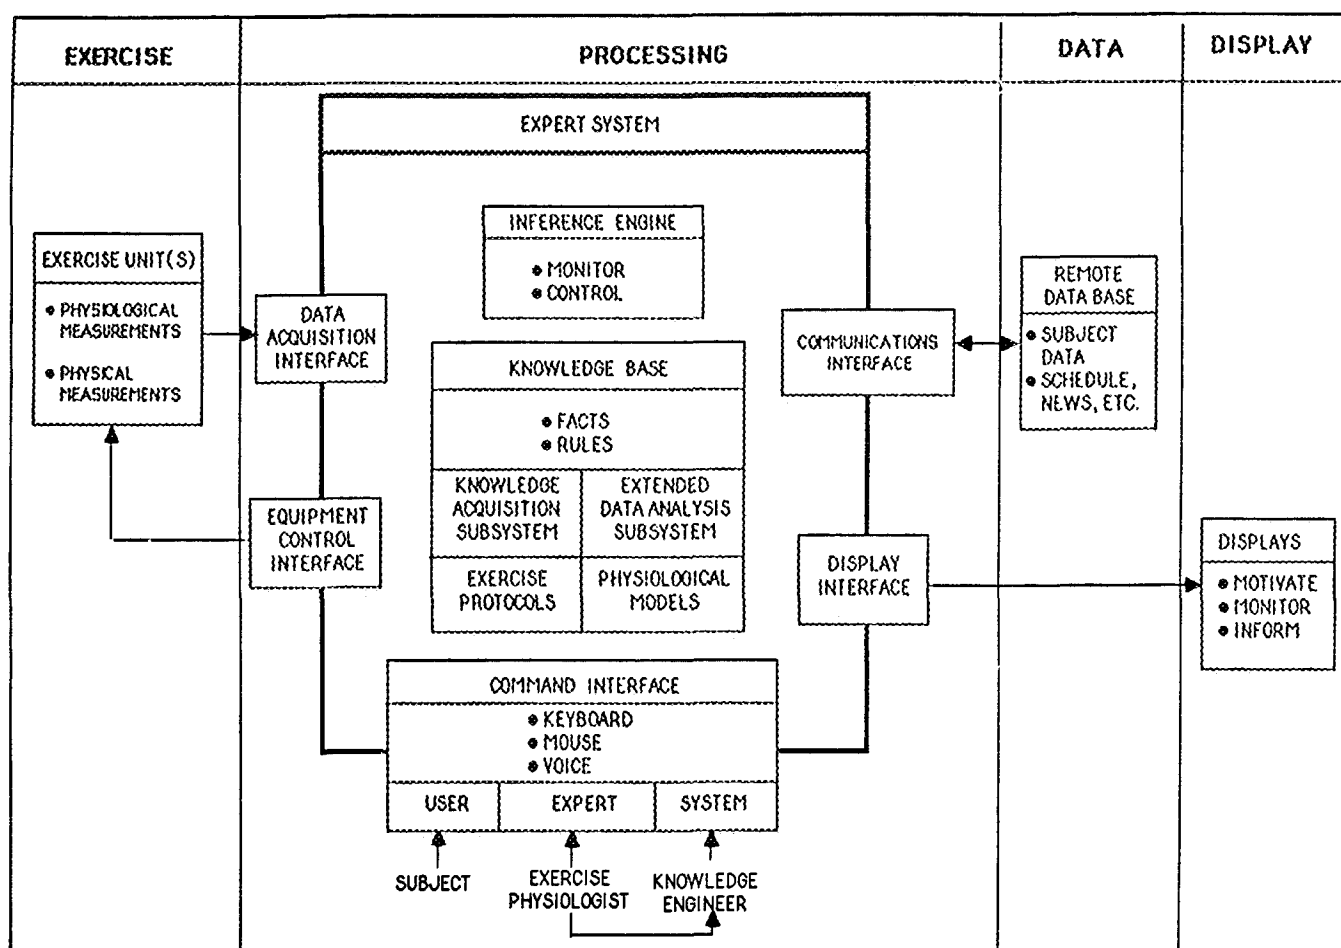 EXERCISE
PROCESSING
DATA
DISPLAY
EXPERT SYSTEM
INFERENCE ENGINE
● MONITOR
● CONTROL
EXERCISE UNIT(S)
● PHYSIOLOGICAL
MEASUREMENTS
● PHYSICAL
MEASUREMENTS
DATA
ACQUISITION
INTERFACE
COMMUNICATIONS
INTERFACE
REMOTE
DATA BASE
● SUBJECT
DATA
● SCHEDULE,
NEWS, ETC.
KNOWLEDGE BASE
● FACTS
● RULES
KNOWLEDGE
ACQUISITION
SUBSYSTEM
EXTENDED
DATA ANALYSIS
SUBSYSTEM
EXERCISE
PROTOCOLS
PHYSIOLOGICAL
MODELS
EQUIPMENT
CONTROL
INTERFACE
DISPLAY
INTERFACE
DISPLAYS
● MOTIVATE
● MONITOR
● INFORM
COMMAND INTERFACE
● KEYBOARD
● MOUSE
● VOICE
USER
EXPERT
SYSTEM
SUBJECT
EXERCISE
PHYSIOLOGIST
KNOWLEDGE
ENGINEER